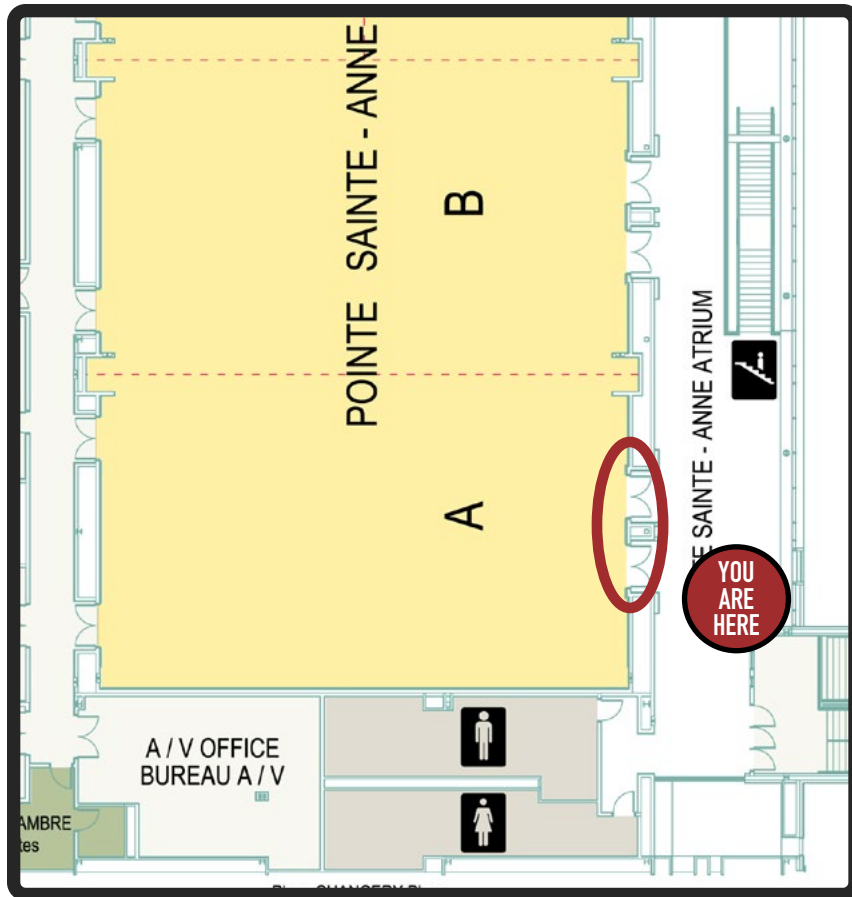 POINTE SAINTE - ANNE
B
A
SAINTE - ANNE ATRIUM
YOU
ARE
HERE
A / V OFFICE
BUREAU A / V
AMBRE